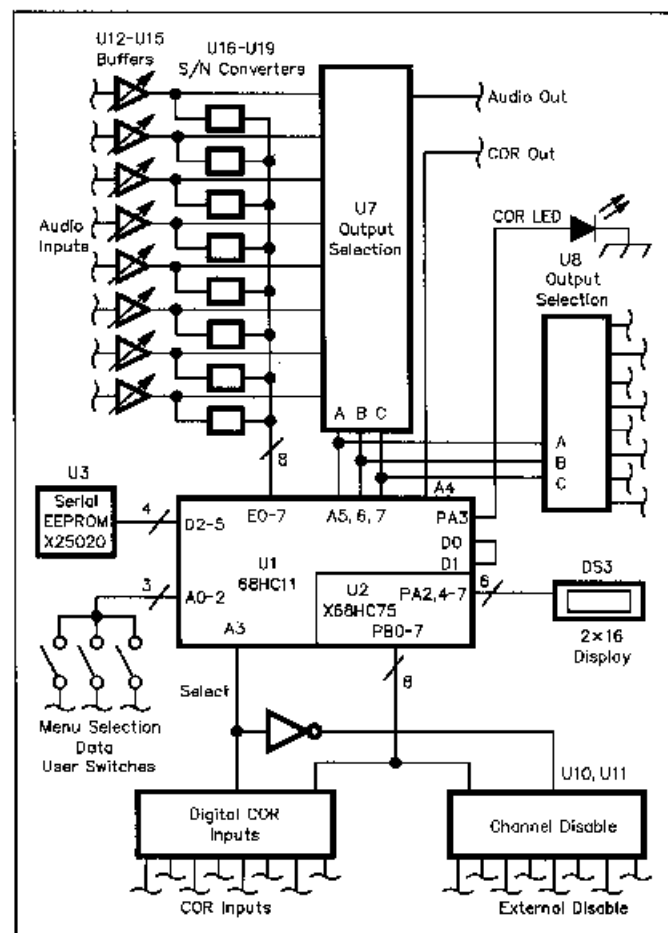 U12-U15
Buffers
U16-U19
S/N Converters
Audio Out
COR Out
U7
Output
Selection
Audio
Inputs
COR LED
U8
Output
Selection
A B C
A
B
C
8
U3
Serial
EEPROM
X25020
4
D2-5
E0-7
A5, 6, 7
A4
PA3
D0
D1
U1
68HC11
3
A0-2
A3
U2
X68HC75
PA2,4-7
PB0-7
6
DS3
2×16
Display
8
Select
Menu Selection
Data
User Switches
U10, U11
Digital COR
Inputs
Channel Disable
COR Inputs
External Disable